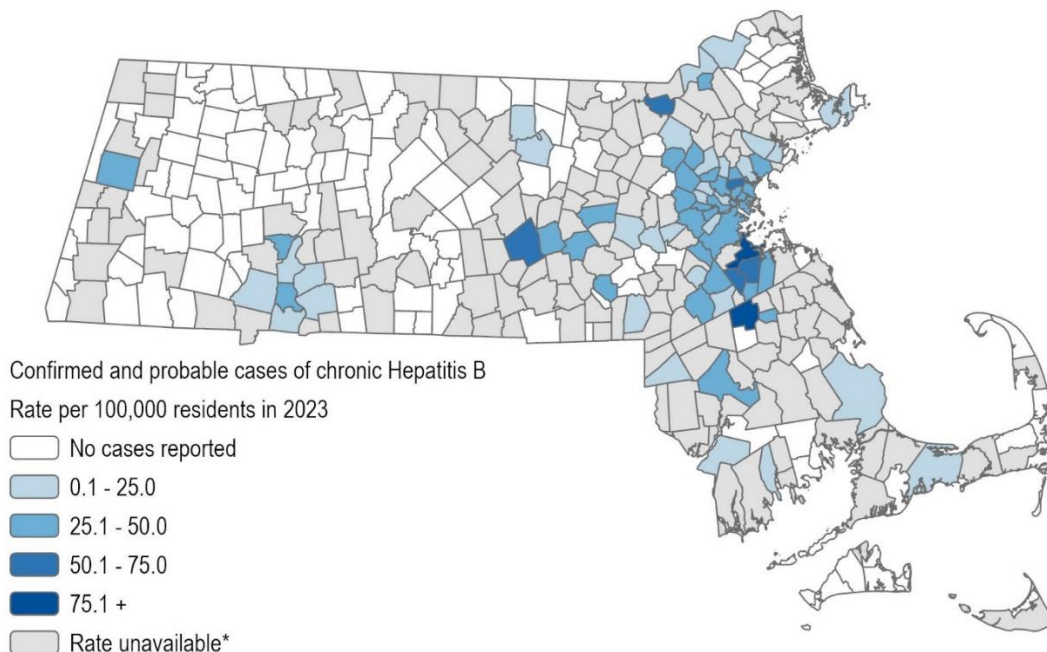 Confirmed and probable cases of chronic Hepatitis B
Rate per 100,000 residents in 2023
No cases reported
0.1 - 25.0
25.1 - 50.0
50.1 - 75.0
75.1 +
Rate unavailable*